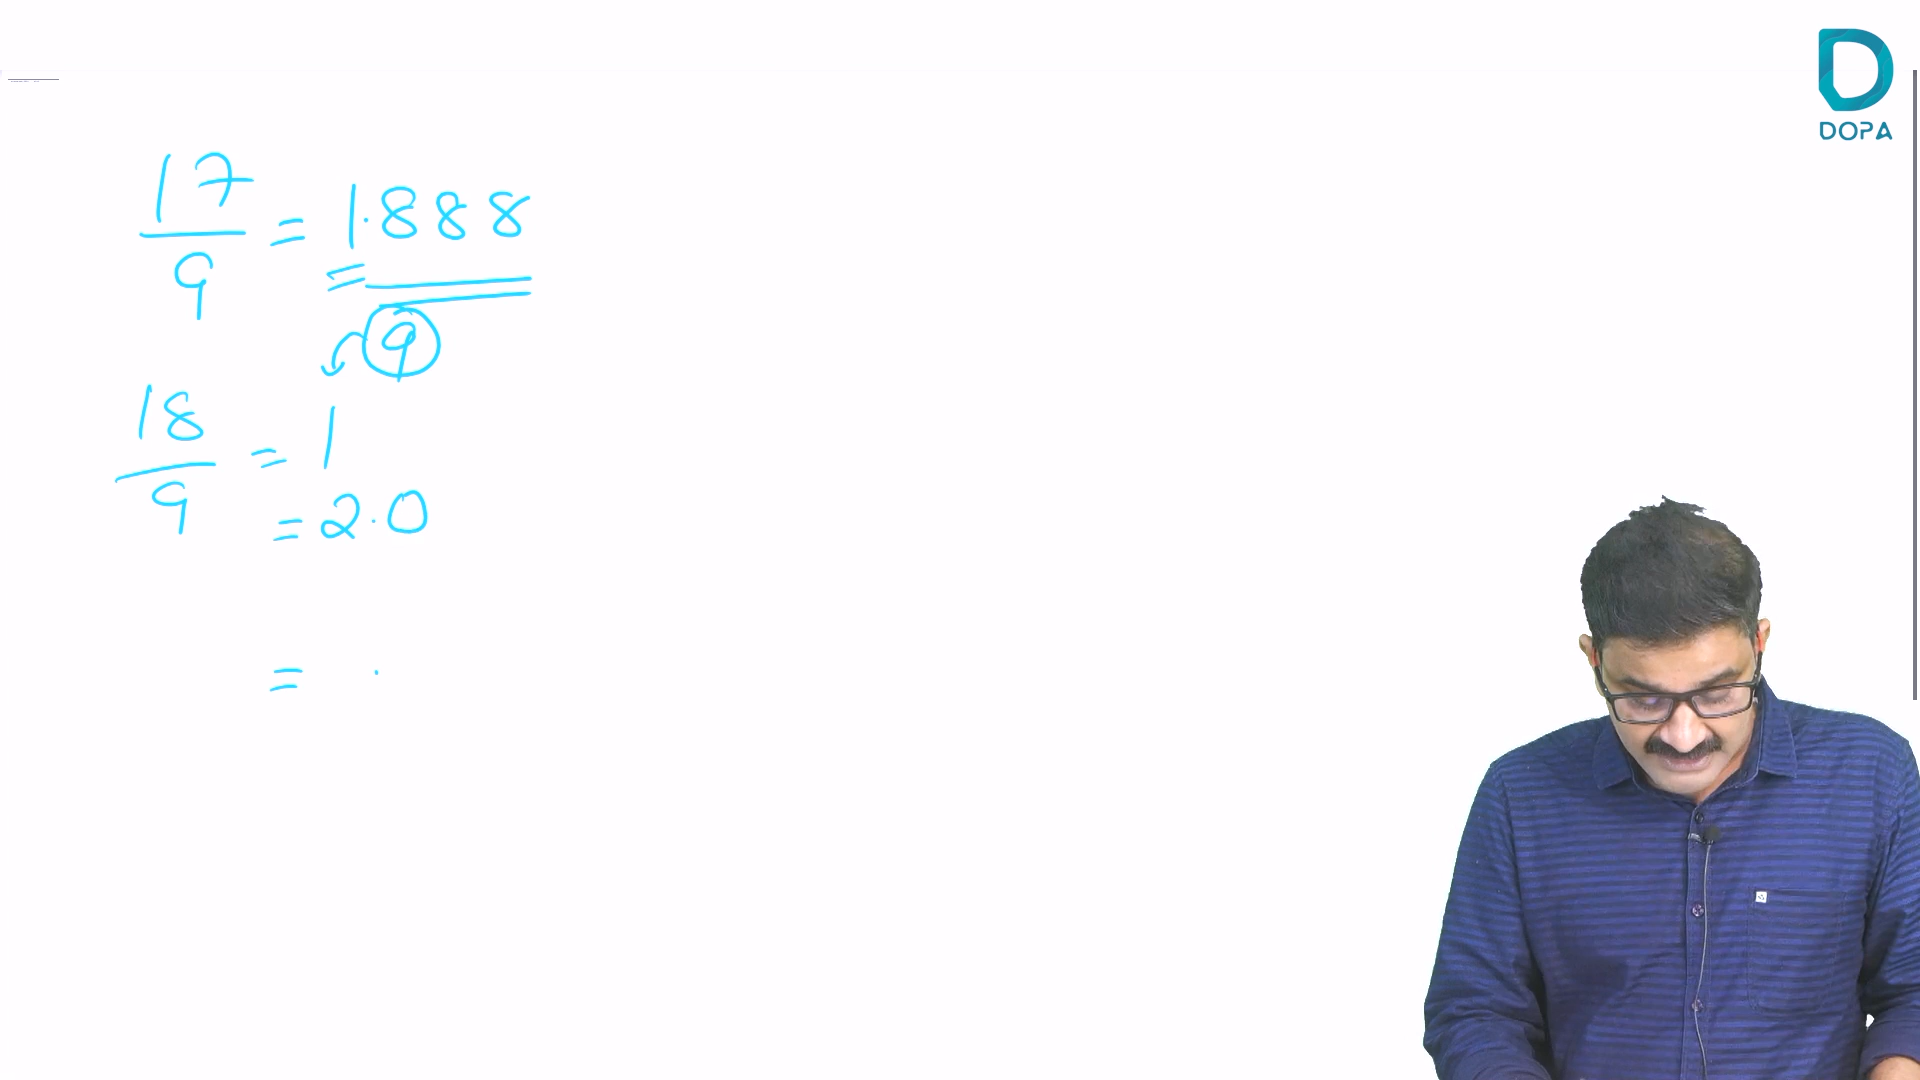 DOPA
17/9 = 1.888
=
9
18/9 = 1
= 2.0
= .